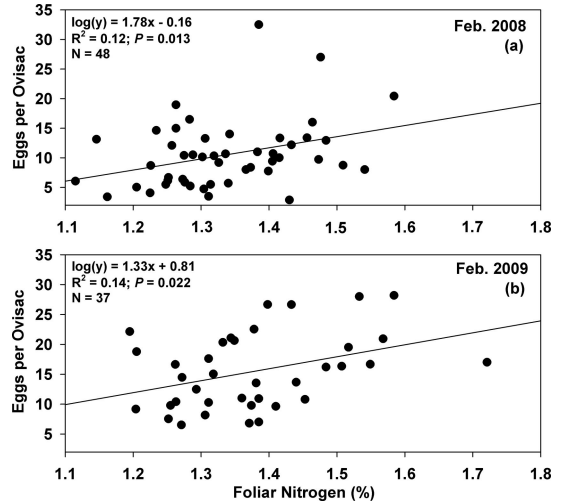 35
30
25
20
15
10
5
Eggs per Ovisac
log(y) = 1.78x - 0.16
R² = 0.12; P = 0.013
N = 48
Feb. 2008
(a)
1.1 1.2 1.3 1.4 1.5 1.6 1.7 1.8
35
30
25
20
15
10
5
Eggs per Ovisac
log(y) = 1.33x + 0.81
R² = 0.14; P = 0.022
N = 37
Feb. 2009
(b)
1.1 1.2 1.3 1.4 1.5 1.6 1.7 1.8
Foliar Nitrogen (%)